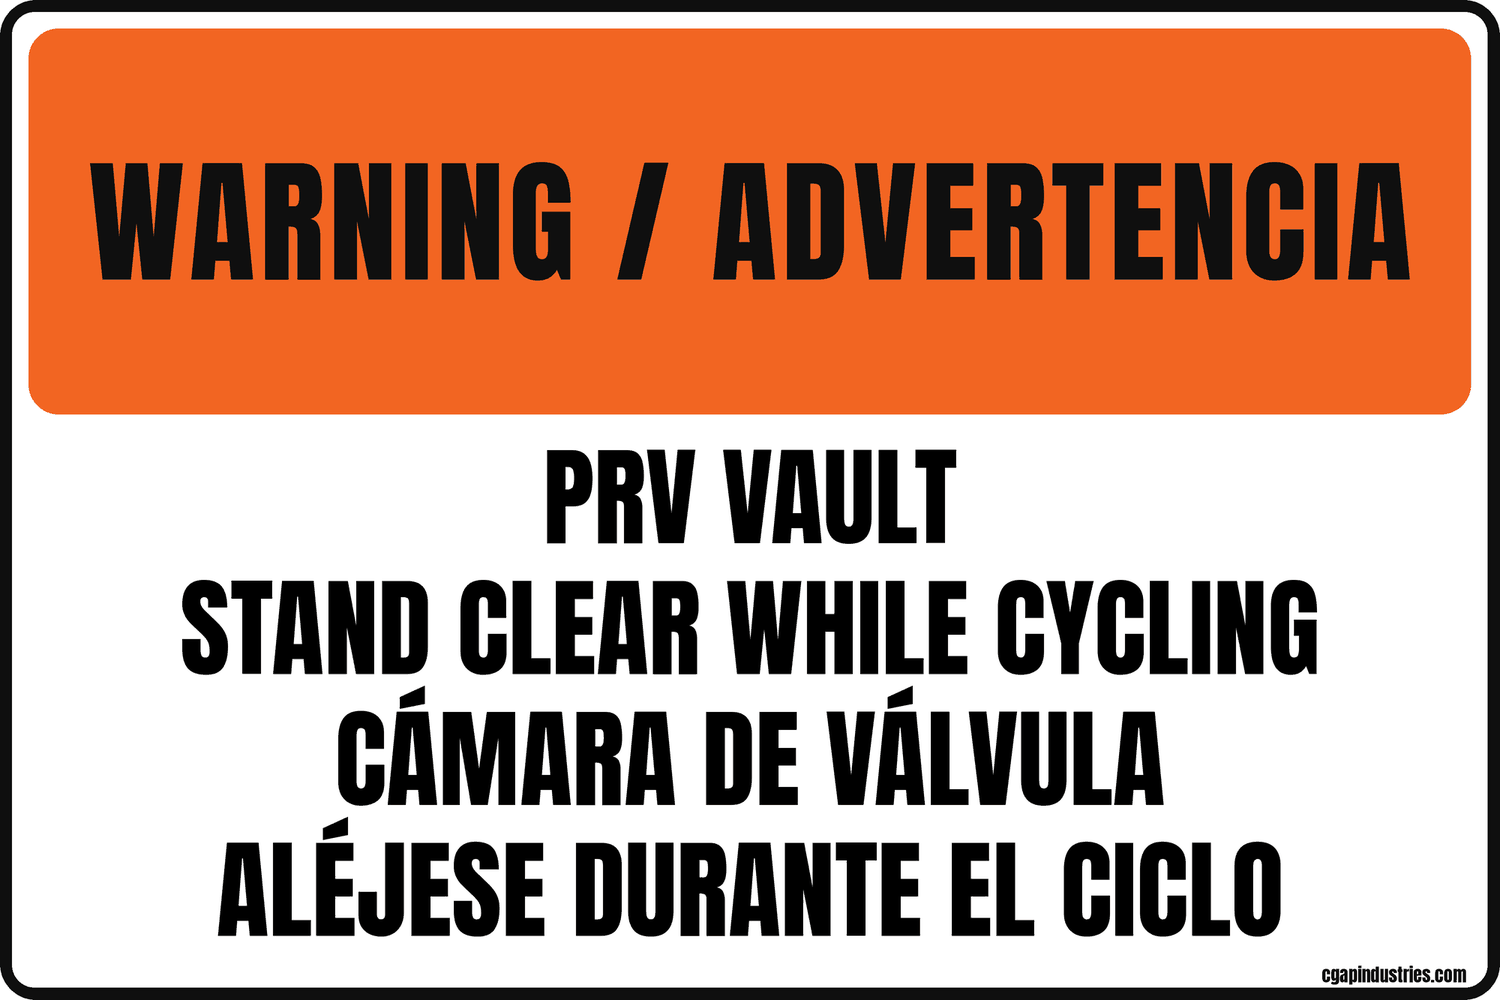 WARNING / ADVERTENCIA
PRV VAULT
STAND CLEAR WHILE CYCLING
CÁMARA DE VÁLVULA
ALÉJESE DURANTE EL CICLO
cgapindustries.com